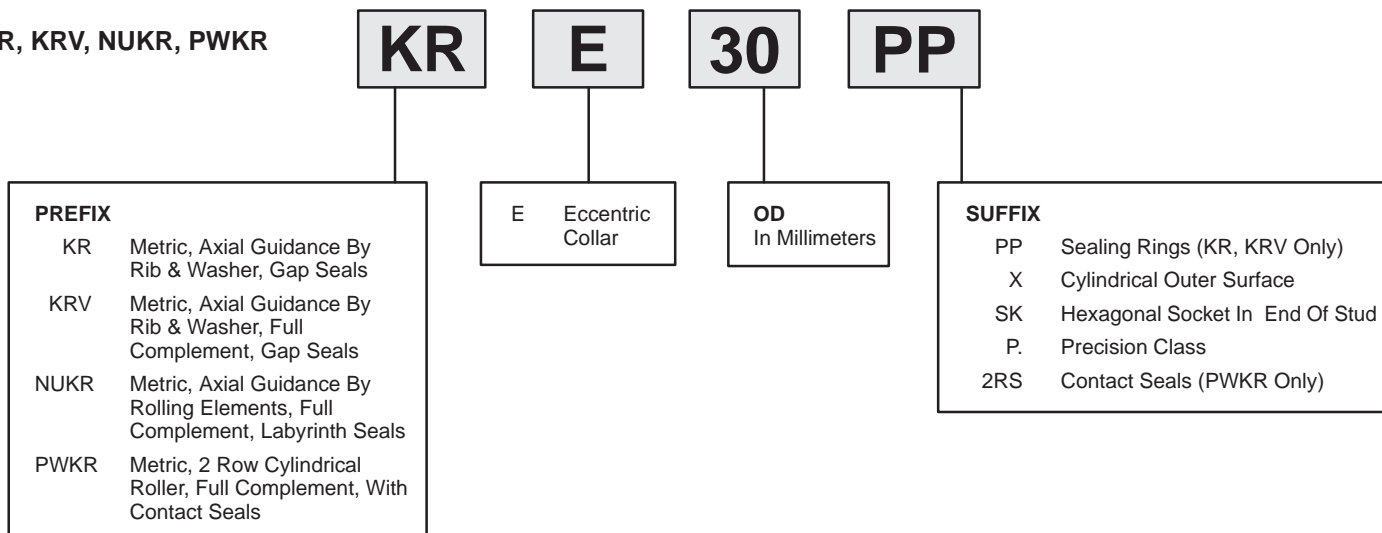 R, KRV, NUKR, PWKR
KR E 30 PP
PREFIX
KR Metric, Axial Guidance By
Rib & Washer, Gap Seals
KRV Metric, Axial Guidance By
Rib & Washer, Full
Complement, Gap Seals
NUKR Metric, Axial Guidance By
Rolling Elements, Full
Complement, Labyrinth Seals
PWKR Metric, 2 Row Cylindrical
Roller, Full Complement, With
Contact Seals
E Eccentric
Collar
OD
In Millimeters
SUFFIX
PP Sealing Rings (KR, KRV Only)
X Cylindrical Outer Surface
SK Hexagonal Socket In End Of Stud
P. Precision Class
2RS Contact Seals (PWKR Only)